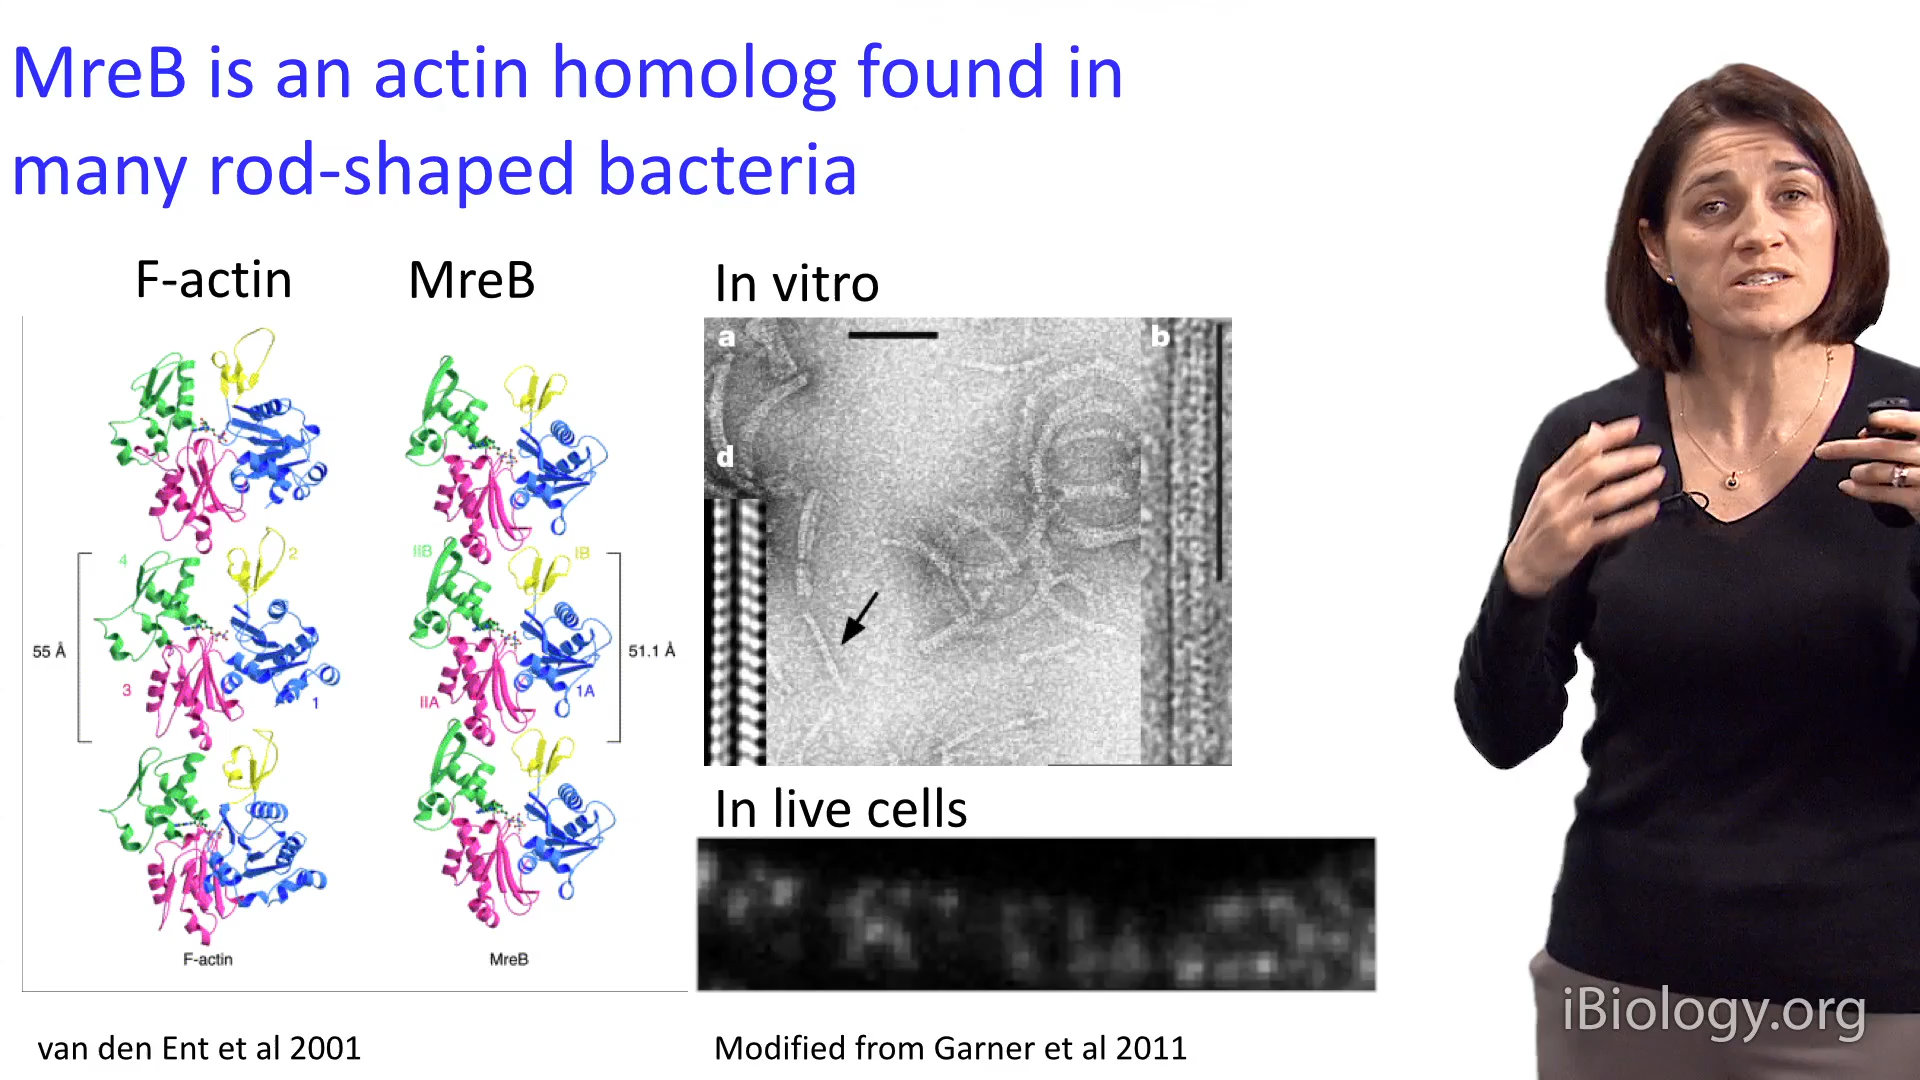 MreB is an actin homolog found in
many rod-shaped bacteria
F-actin
MreB
In vitro
a
b
d
4
2
IIB
IB
55 Å
51.1 Å
3
1
IIA
1A
F-actin
MreB
In live cells
van den Ent et al 2001
Modified from Garner et al 2011
iBiology.org